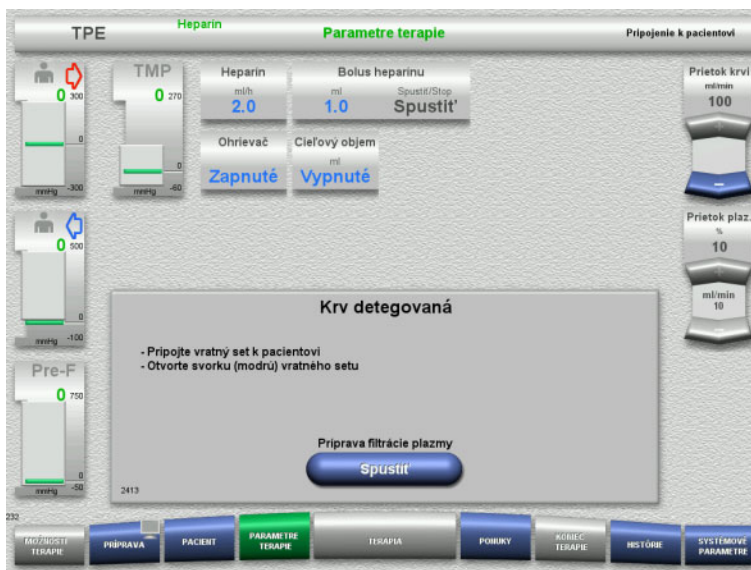 TPE
Heparín
Parametre terapie
Pripojenie k pacientovi
0
300
0
-300
mmHg
TMP
0
270
0
-60
mmHg
Heparín
ml/h
2.0
Bolus heparínu
ml
1.0
Spustiť/Stop
Spustiť
Ohrievač
Zapnuté
Cieľový objem
ml
Vypnuté
Prietok krvi
ml/min
100
+
-
0
500
0
-100
mmHg
Prietok plaz.
%
10
+
ml/min
10
-
Pre-F
0
750
0
-50
mmHg
Krv detegovaná
- Pripojte vratný set k pacientovi
- Otvorte svorku (modrú) vratného setu
Príprava filtrácie plazmy
Spustiť
2413
232
MOŽNOSTI
TERAPIE
PRÍPRAVA
PACIENT
PARAMETRE
TERAPIE
TERAPIA
PONUKY
KONIEC
TERAPIE
HISTÓRIE
SYSTÉMOVÉ
PARAMETRE